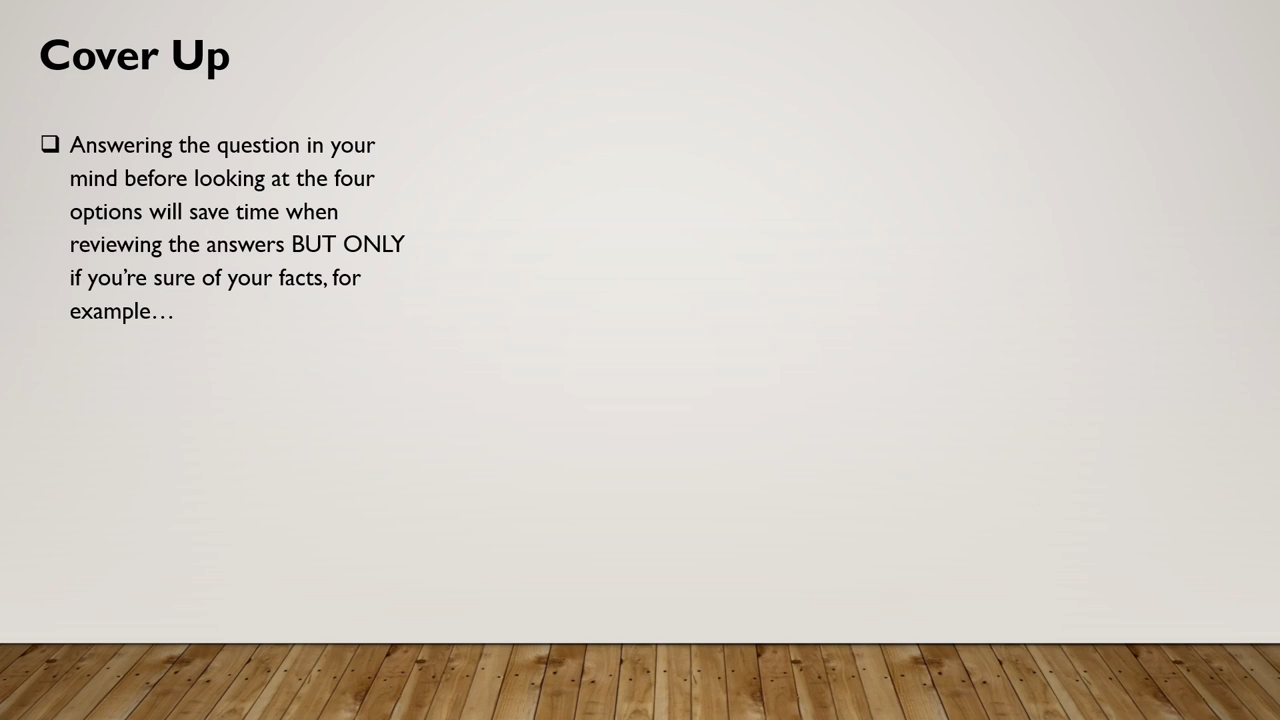 Cover Up
❑ Answering the question in your
mind before looking at the four
options will save time when
reviewing the answers BUT ONLY
if you’re sure of your facts, for
example…